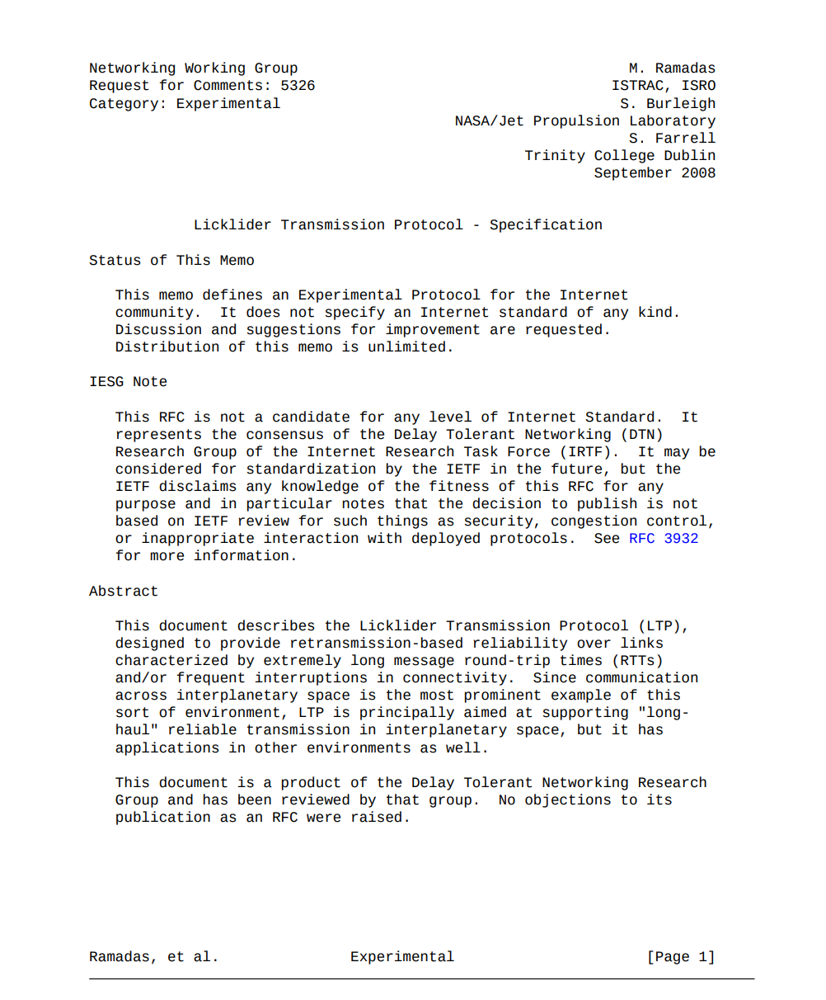 Networking Working Group M. Ramadas
Request for Comments: 5326 ISTRAC, ISRO
Category: Experimental S. Burleigh
NASA/Jet Propulsion Laboratory
S. Farrell
Trinity College Dublin
September 2008
Licklider Transmission Protocol - Specification
Status of This Memo
This memo defines an Experimental Protocol for the Internet
community. It does not specify an Internet standard of any kind.
Discussion and suggestions for improvement are requested.
Distribution of this memo is unlimited.
IESG Note
This RFC is not a candidate for any level of Internet Standard. It
represents the consensus of the Delay Tolerant Networking (DTN)
Research Group of the Internet Research Task Force (IRTF). It may be
considered for standardization by the IETF in the future, but the
IETF disclaims any knowledge of the fitness of this RFC for any
purpose and in particular notes that the decision to publish is not
based on IETF review for such things as security, congestion control,
or inappropriate interaction with deployed protocols. See RFC 3932
for more information.
Abstract
This document describes the Licklider Transmission Protocol (LTP),
designed to provide retransmission-based reliability over links
characterized by extremely long message round-trip times (RTTs)
and/or frequent interruptions in connectivity. Since communication
across interplanetary space is the most prominent example of this
sort of environment, LTP is principally aimed at supporting "long-
haul" reliable transmission in interplanetary space, but it has
applications in other environments as well.
This document is a product of the Delay Tolerant Networking Research
Group and has been reviewed by that group. No objections to its
publication as an RFC were raised.
Ramadas, et al. Experimental [Page 1]